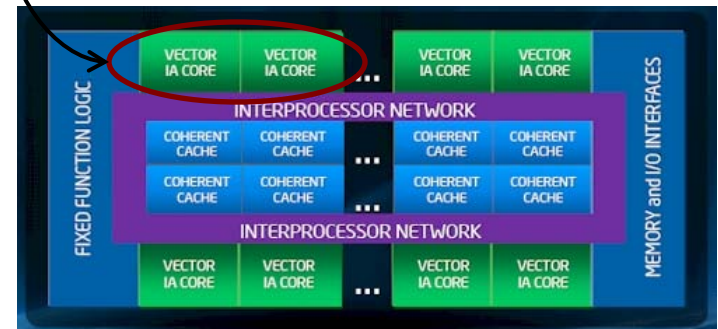 FIXED FUNCTION LOGIC
VECTOR
IA CORE
VECTOR
IA CORE
...
VECTOR
IA CORE
VECTOR
IA CORE
INTERPROCESSOR NETWORK
COHERENT
CACHE
COHERENT
CACHE
...
COHERENT
CACHE
COHERENT
CACHE
COHERENT
CACHE
COHERENT
CACHE
...
COHERENT
CACHE
COHERENT
CACHE
INTERPROCESSOR NETWORK
VECTOR
IA CORE
VECTOR
IA CORE
...
VECTOR
IA CORE
VECTOR
IA CORE
MEMORY and I/O INTERFACES